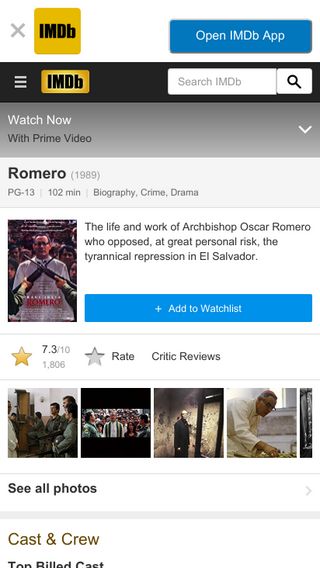 IMDb
Open IMDb App
IMDb
Search IMDb
Watch Now
With Prime Video
Romero (1989)
PG-13 | 102 min | Biography, Crime, Drama
The life and work of Archbishop Oscar Romero
who opposed, at great personal risk, the
tyrannical repression in El Salvador.
ROMERO
+ Add to Watchlist
7.3/10
1,806
Rate
Critic Reviews
See all photos
Cast & Crew
Top Billed Cast